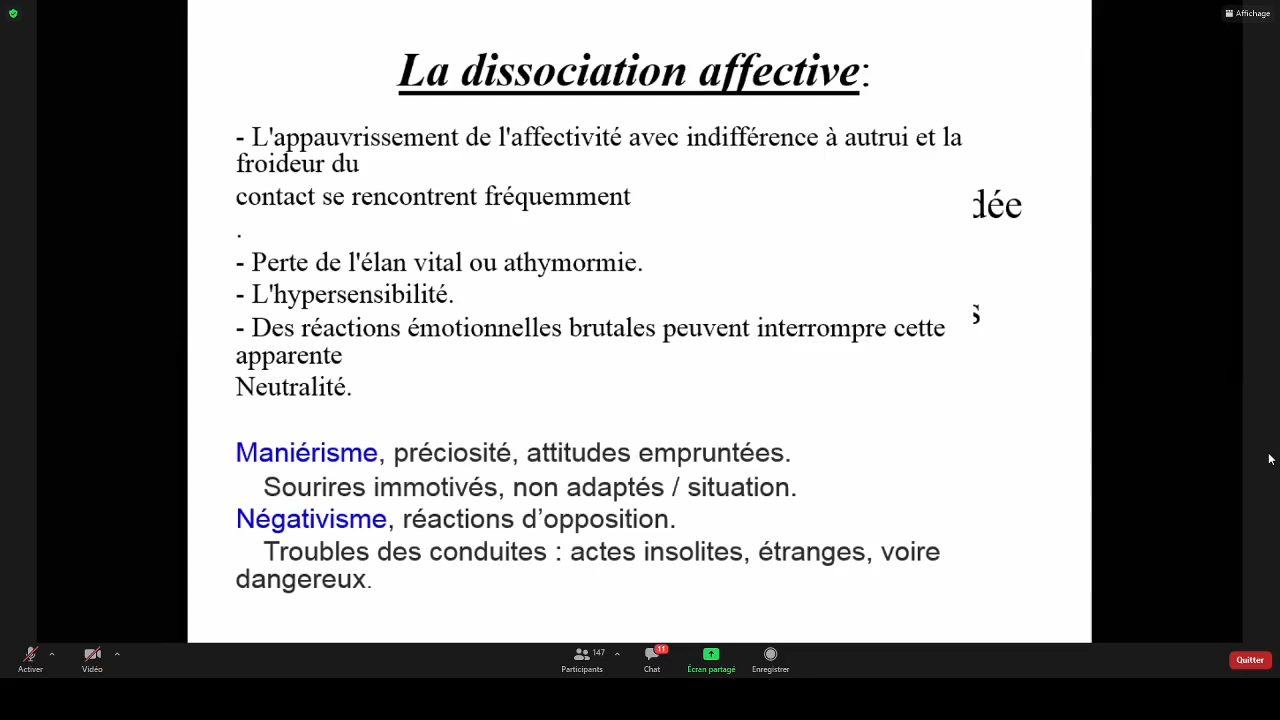 Affichage
La dissociation affective:
- L'appauvrissement de l'affectivité avec indifférence à autrui et la
froideur du
contact se rencontrent fréquemment
.
- Perte de l'élan vital ou athymormie.
- L'hypersensibilité.
- Des réactions émotionnelles brutales peuvent interrompre cette
apparente
Neutralité.
dée
s
Maniérisme, préciosité, attitudes empruntées.
Sourires immotivés, non adaptés / situation.
Négativisme, réactions d’opposition.
Troubles des conduites : actes insolites, étranges, voire
dangereux.
Activer
Vidéo
147
Participants
11
Chat
Écran partagé
Enregistrer
Quitter